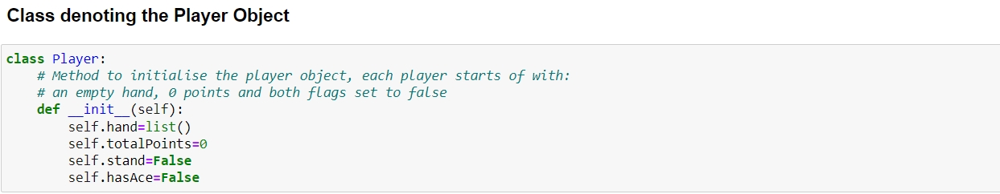 Class denoting the Player Object
class Player:
    # Method to initialise the player object, each player starts of with:
    # an empty hand, 0 points and both flags set to false
    def __init__(self):
        self.hand=list()
        self.totalPoints=0
        self.stand=False
        self.hasAce=False